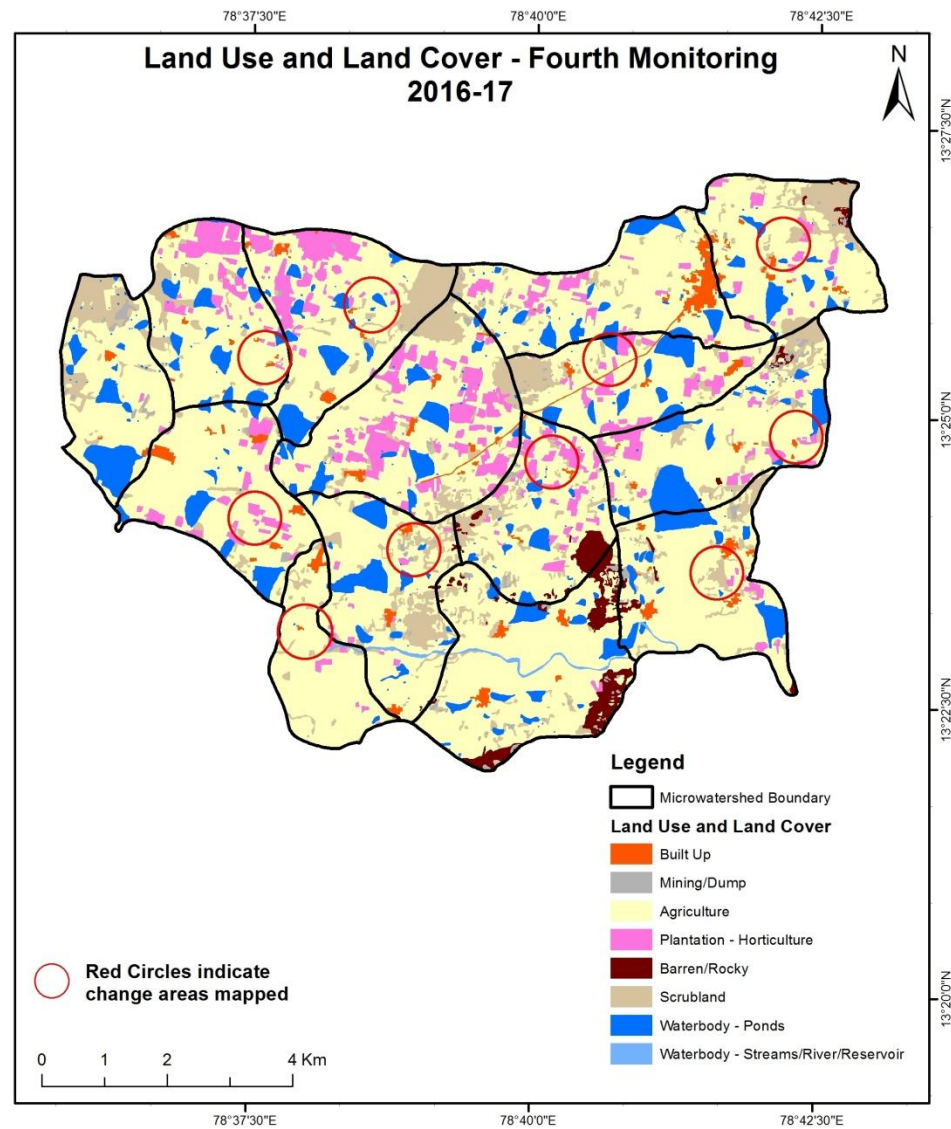 78°37'30"E 78°40'0"E 78°42'30"E
Land Use and Land Cover - Fourth Monitoring
2016-17
N
13°27'30"N
13°25'0"N
13°22'30"N
13°20'0"N
Legend
Microwatershed Boundary
Land Use and Land Cover
Built Up
Mining/Dump
Agriculture
Plantation - Horticulture
Barren/Rocky
Scrubland
Waterbody - Ponds
Waterbody - Streams/River/Reservoir
Red Circles indicate
change areas mapped
0 1 2 4 Km
78°37'30"E 78°40'0"E 78°42'30"E